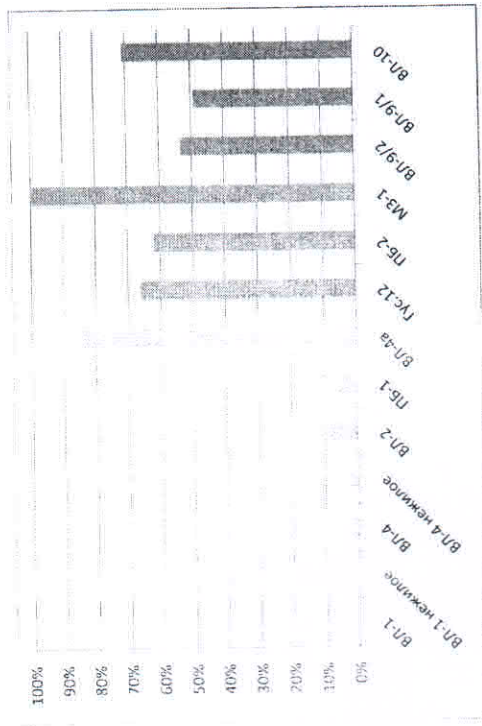 100%
90%
80%
70%
60%
50%
40%
30%
20%
10%
0%
ВЛ-1
ВЛ-1 нежилое
ВЛ-4
ВЛ-4 нежилое
ВЛ-2
ПБ-1
ВЛ-4а
Гус.12
ПБ-2
МЗ-1
ВЛ-9/2
ВЛ-9/1
ВЛ-10